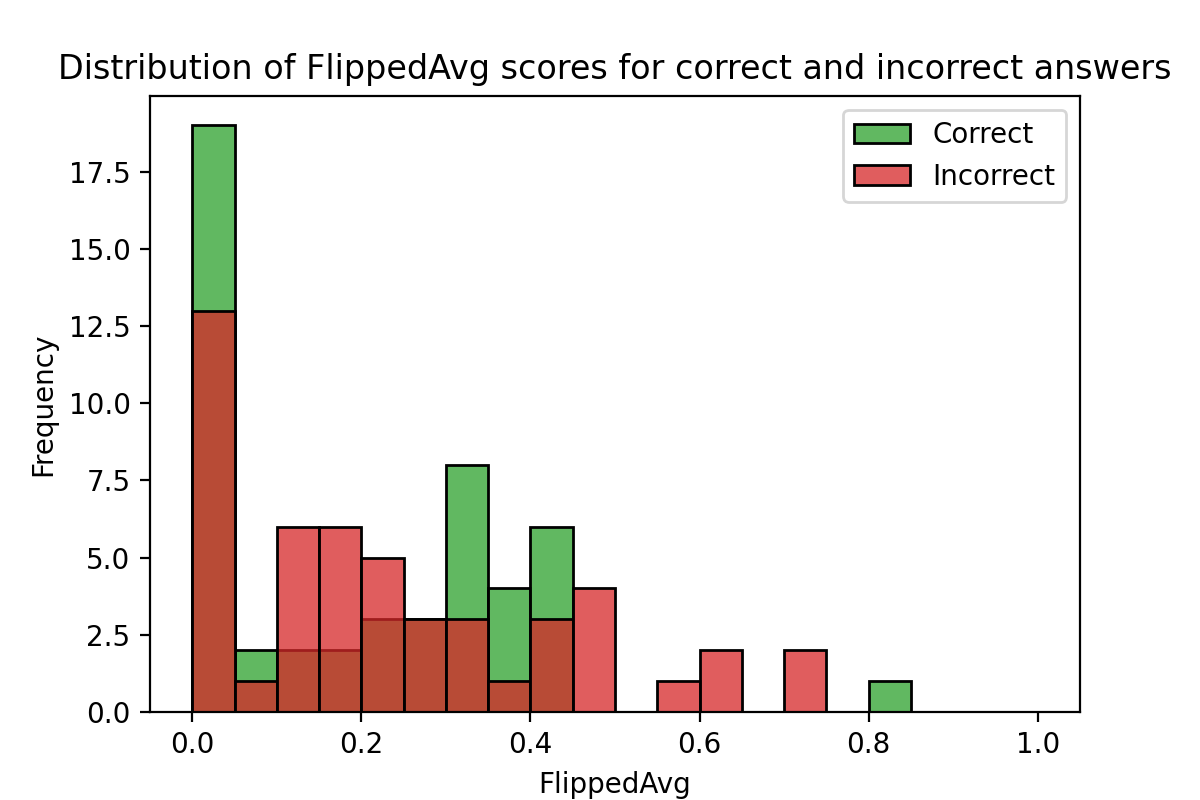 Distribution of FlippedAvg scores for correct and incorrect answers
Correct
Incorrect
17.5
15.0
12.5
10.0
7.5
5.0
2.5
0.0
Frequency
0.0 0.2 0.4 0.6 0.8 1.0
FlippedAvg